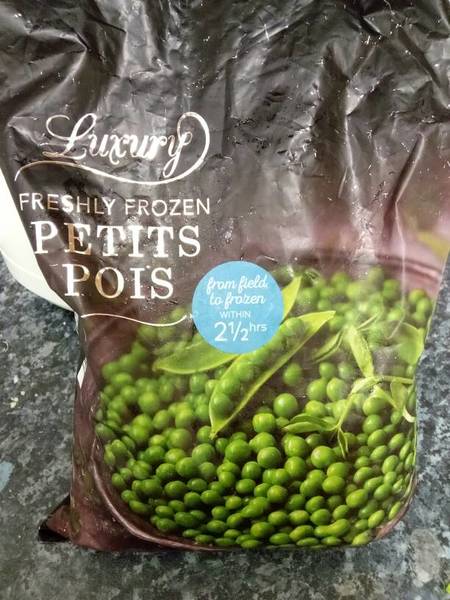 Luxury
FRESHLY FROZEN
PETITS
POIS
from field
to frozen
WITHIN
2½hrs